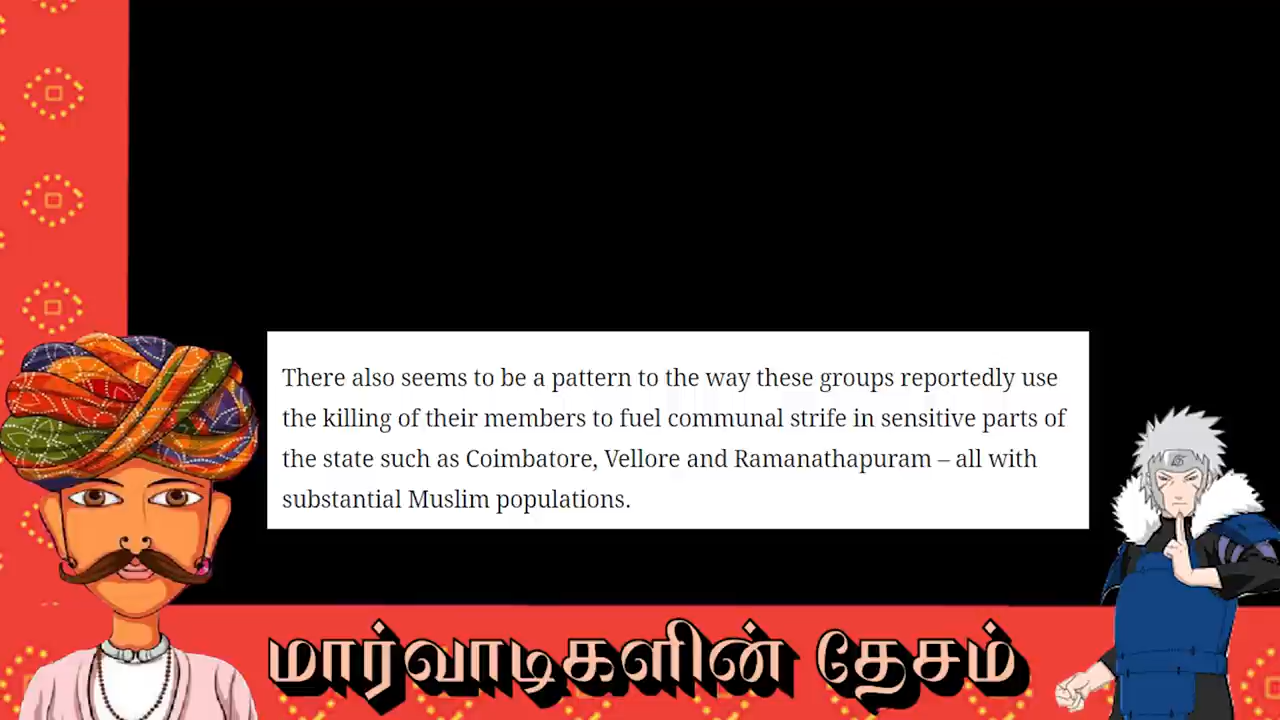 There also seems to be a pattern to the way these groups reportedly use
the killing of their members to fuel communal strife in sensitive parts of
the state such as Coimbatore, Vellore and Ramanathapuram – all with
substantial Muslim populations.
மார்வாடிகளின் தேசம்